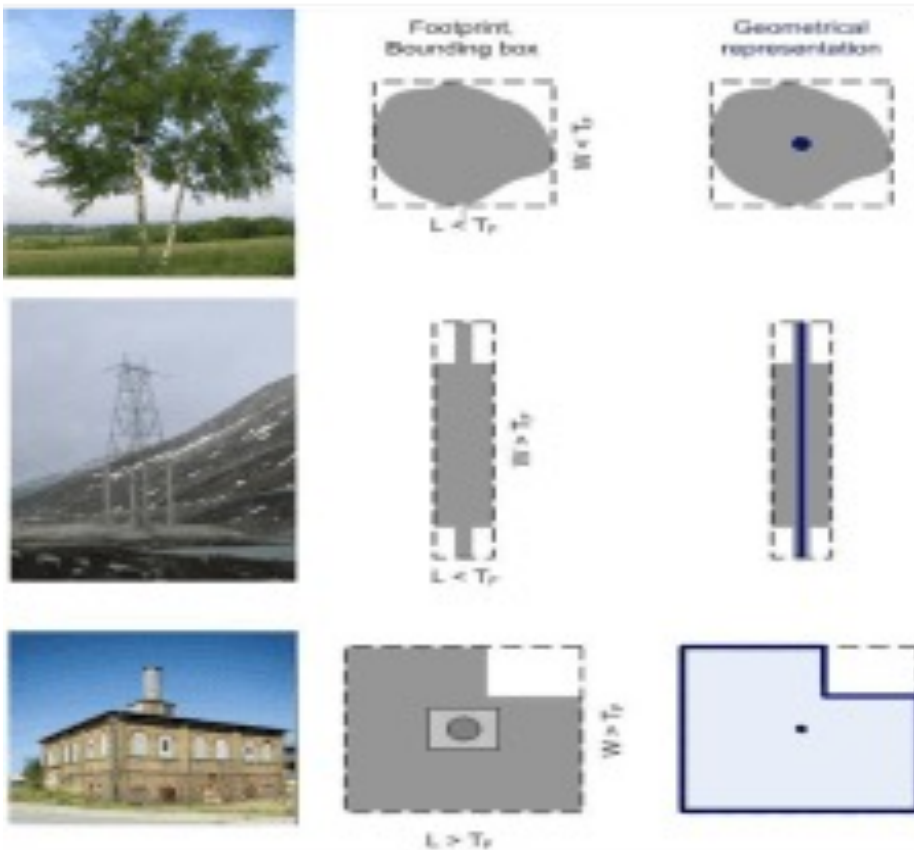 Footprint
Bounding box
Geometrical
representation
W < Tₚ
L < Tₚ
W > Tₚ
L < Tₚ
W > Tₚ
L > Tₚ